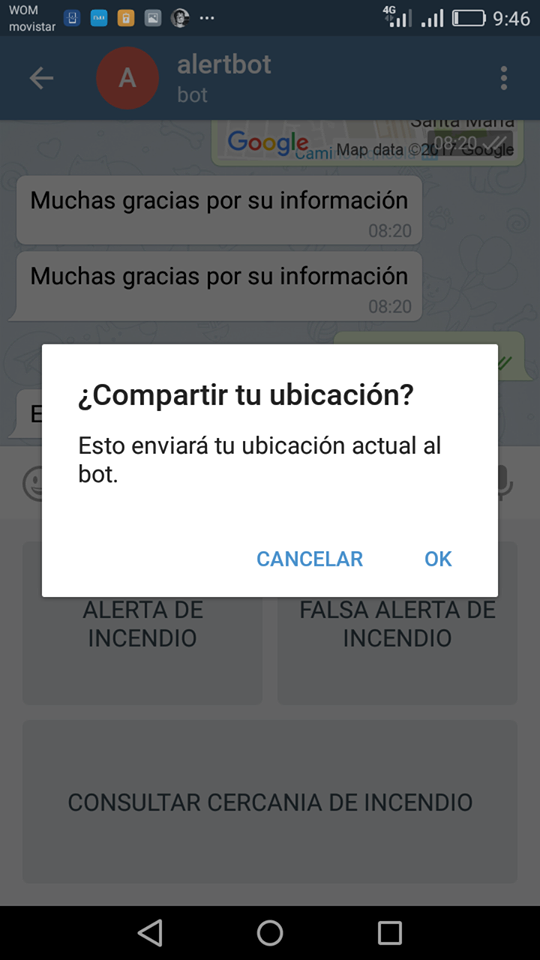 WOM
movistar
4G
9:46
A
alertbot
bot
Santa María
Google
Map data ©2017 Google
08:20
Muchas gracias por su información
08:20
Muchas gracias por su información
08:20
¿Compartir tu ubicación?
Esto enviará tu ubicación actual al
bot.
CANCELAR
OK
ALERTA DE
INCENDIO
FALSA ALERTA DE
INCENDIO
CONSULTAR CERCANIA DE INCENDIO